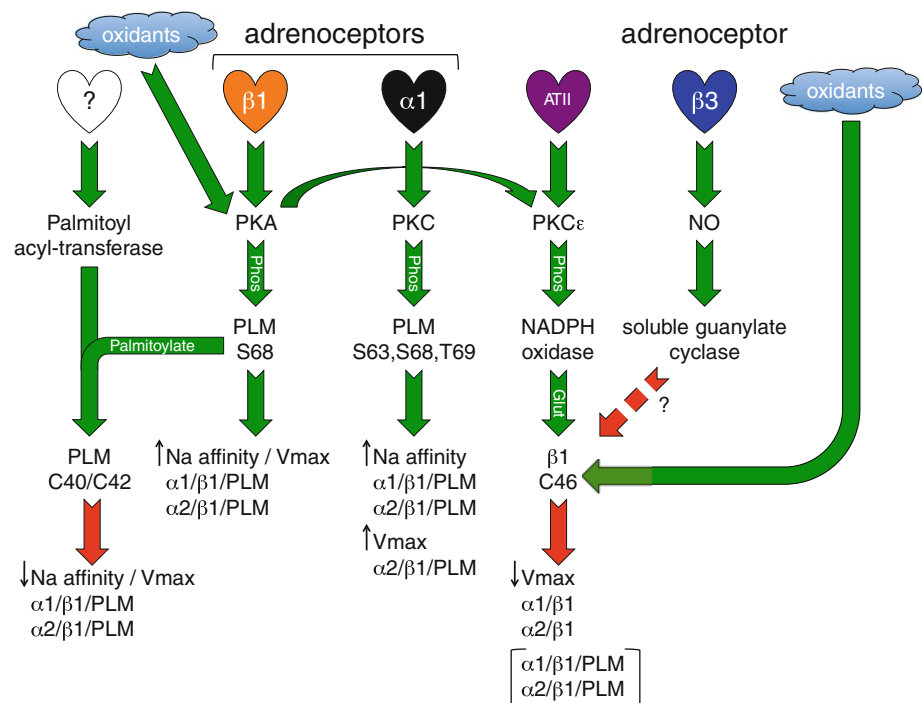 oxidants
adrenoceptors
adrenoceptor
?
β1
α1
ATII
β3
oxidants
Palmitoyl
acyl-transferase
PKA
PKC
PKCε
NO
Phos
Phos
Phos
PLM
S68
PLM
S63,S68,T69
NADPH
oxidase
soluble guanylate
cyclase
Palmitoylate
Glut
?
PLM
C40/C42
↑Na affinity / Vmax
α1/β1/PLM
α2/β1/PLM
↑Na affinity
α1/β1/PLM
α2/β1/PLM
↑Vmax
α2/β1/PLM
β1
C46
↓Na affinity / Vmax
α1/β1/PLM
α2/β1/PLM
↓Vmax
α1/β1
α2/β1
α1/β1/PLM
α2/β1/PLM